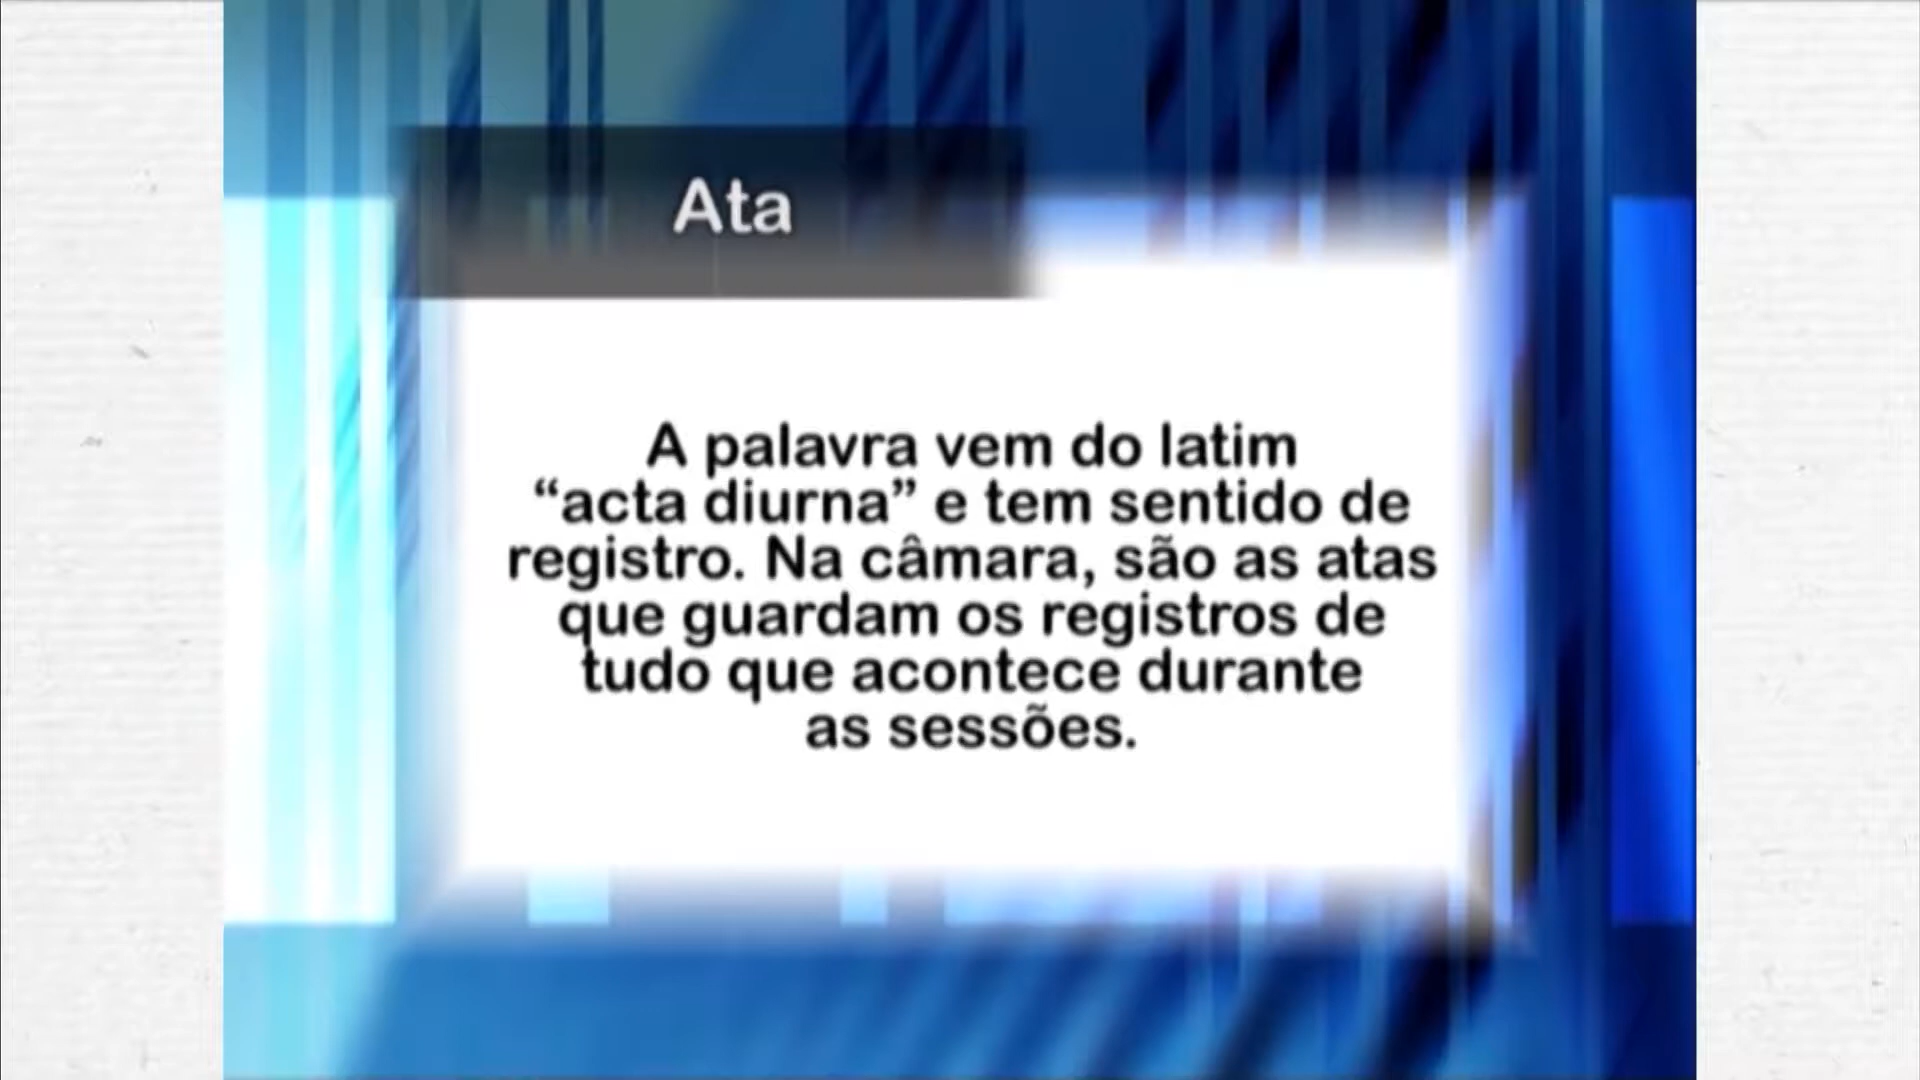 Ata
A palavra vem do latim
“acta diurna” e tem sentido de
registro. Na câmara, são as atas
que guardam os registros de
tudo que acontece durante
as sessões.